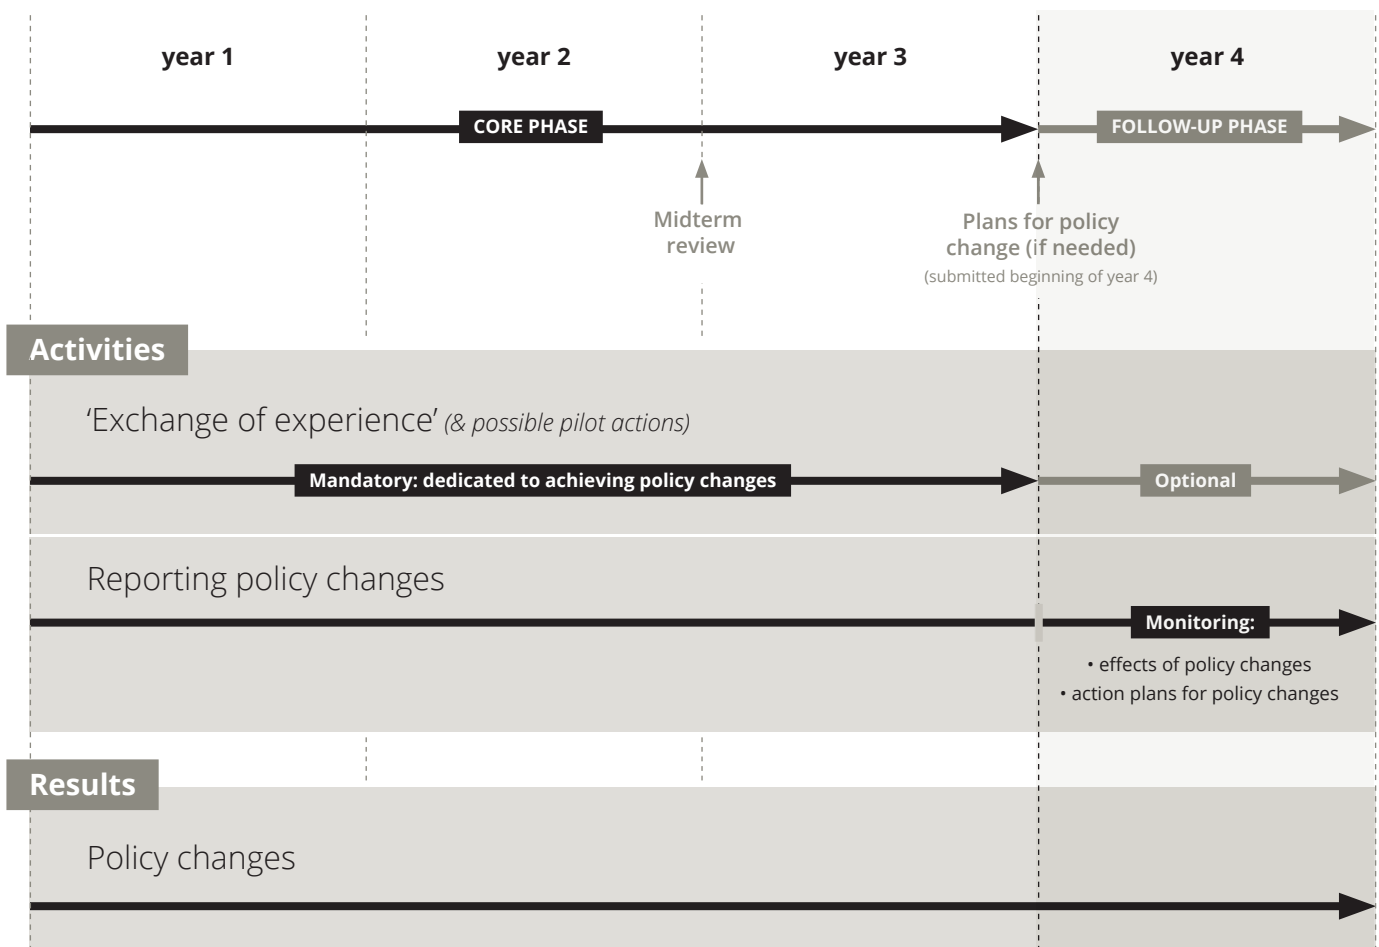 year 1
year 2
year 3
year 4
CORE PHASE
FOLLOW-UP PHASE
Midterm
review
Plans for policy
change (if needed)
(submitted beginning of year 4)
Activities
‘Exchange of experience’ (& possible pilot actions)
Mandatory: dedicated to achieving policy changes
Optional
Reporting policy changes
Monitoring:
• effects of policy changes
• action plans for policy changes
Results
Policy changes